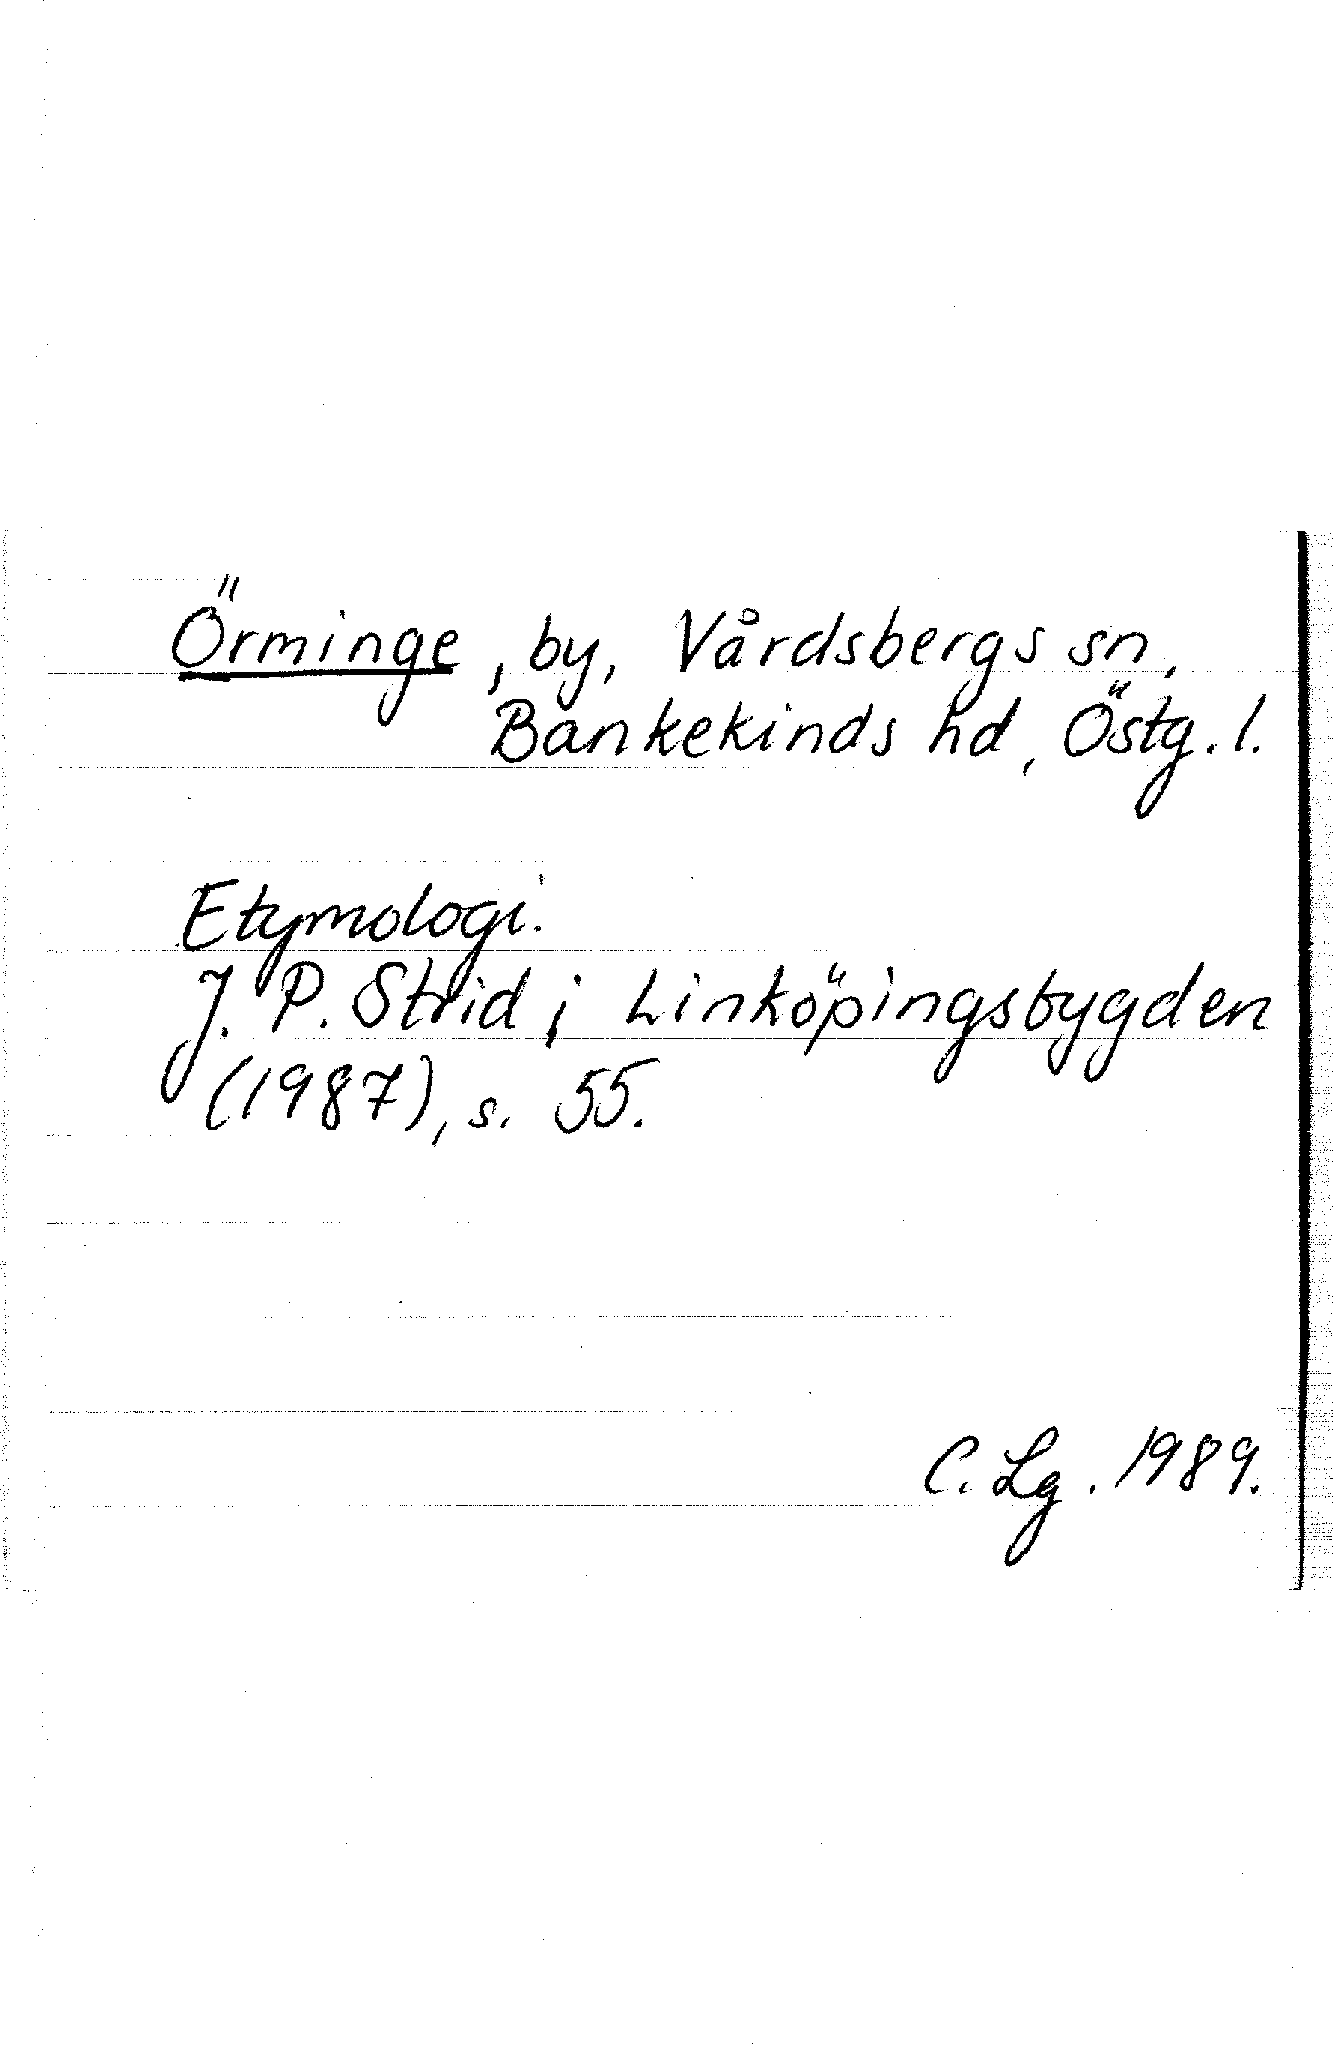 Örminge, by, Vårdsbergs sn,
Bankekinds hd, Östg. l.
Etymologi.
J. P. Strid i Linköpingsbygden
(1987), s. 55.
C. Lg. 1989.